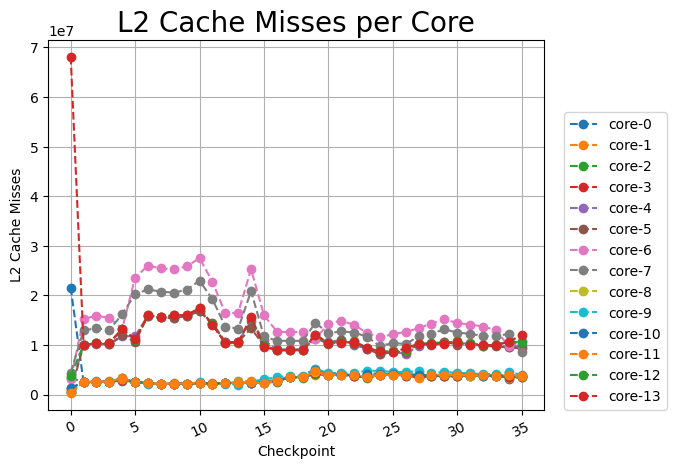 L2 Cache Misses per Core
1e7
7
6
5
4
3
2
1
0
L2 Cache Misses
0
5
10
15
20
25
30
35
Checkpoint
core-0
core-1
core-2
core-3
core-4
core-5
core-6
core-7
core-8
core-9
core-10
core-11
core-12
core-13